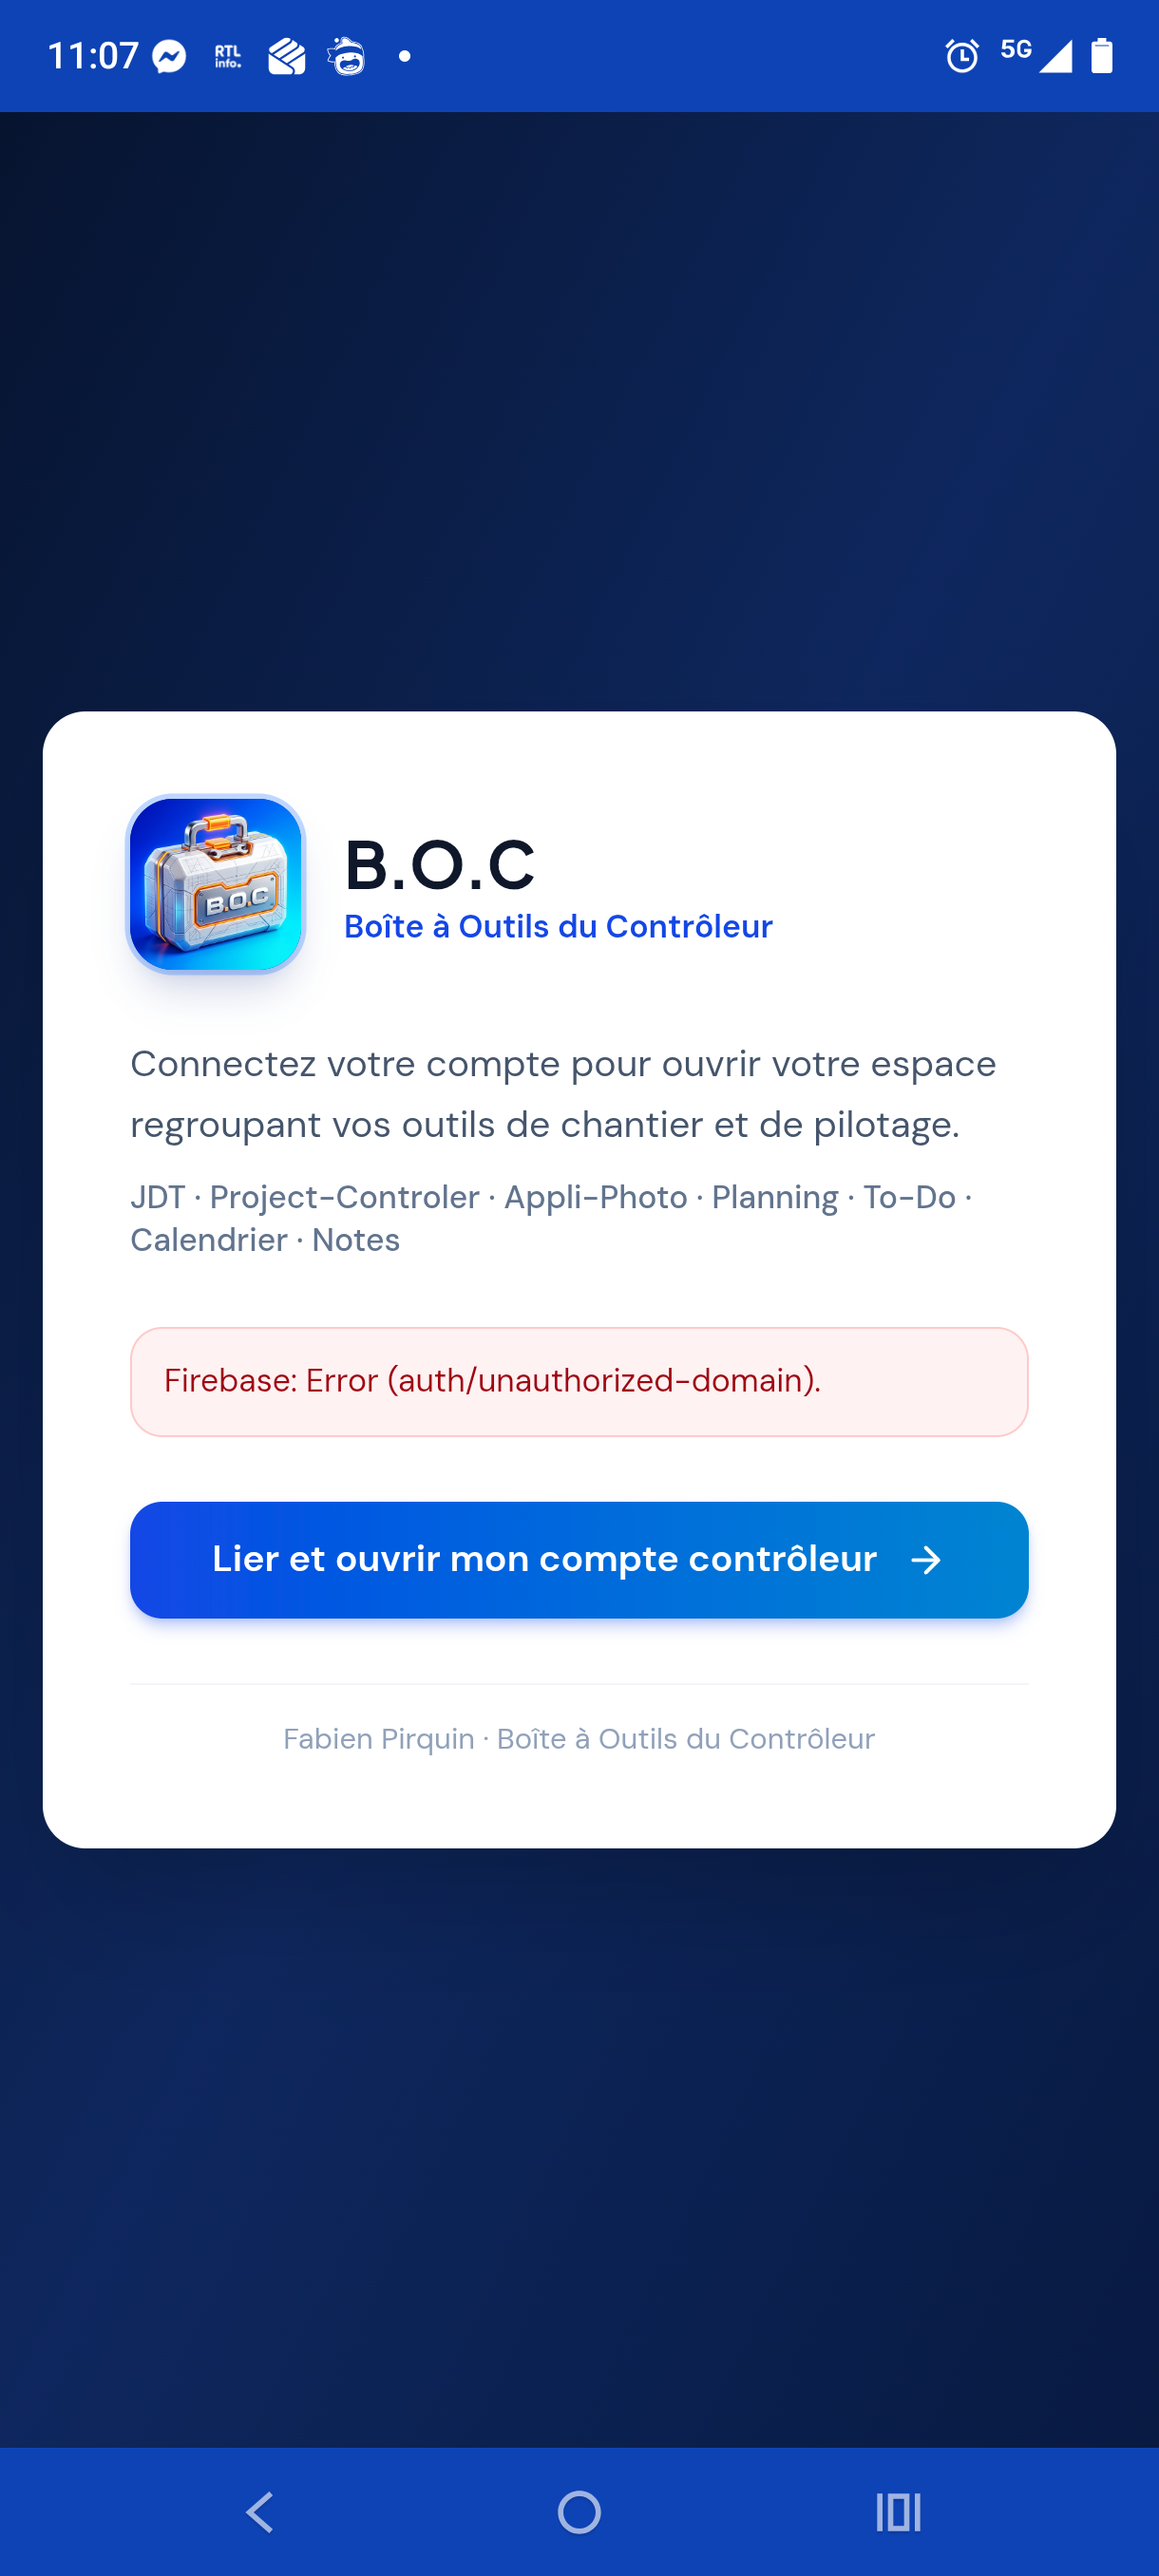 11:07
RTL
info.
5G
B.O.C
B.O.C
Boîte à Outils du Contrôleur
Connectez votre compte pour ouvrir votre espace
regroupant vos outils de chantier et de pilotage.
JDT · Project-Controler · Appli-Photo · Planning · To-Do ·
Calendrier · Notes
Firebase: Error (auth/unauthorized-domain).
Lier et ouvrir mon compte contrôleur →
Fabien Pirquin · Boîte à Outils du Contrôleur